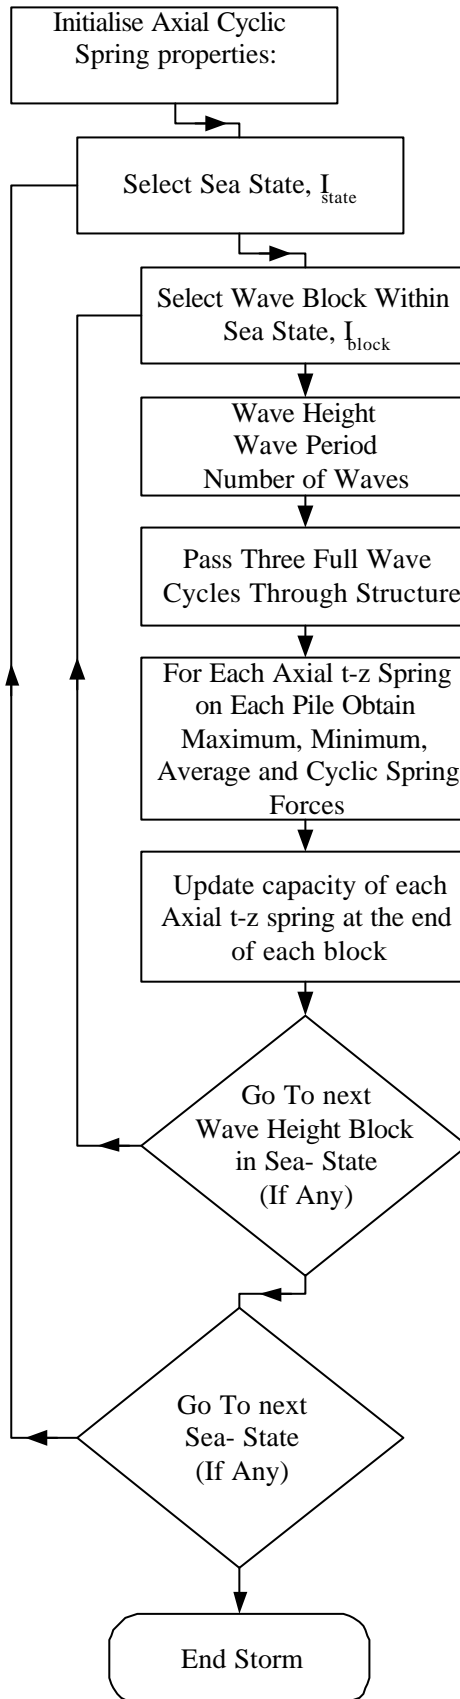 Initialise Axial Cyclic
Spring properties:
Select Sea State, I state
Select Wave Block Within
Sea State, I block
Wave Height
Wave Period
Number of Waves
Pass Three Full Wave
Cycles Through Structure
For Each Axial t-z Spring
on Each Pile Obtain
Maximum, Minimum,
Average and Cyclic Spring
Forces
Update capacity of each
Axial t-z spring at the end
of each block
Go To next
Wave Height Block
in Sea- State
(If Any)
Go To next
Sea- State
(If Any)
End Storm